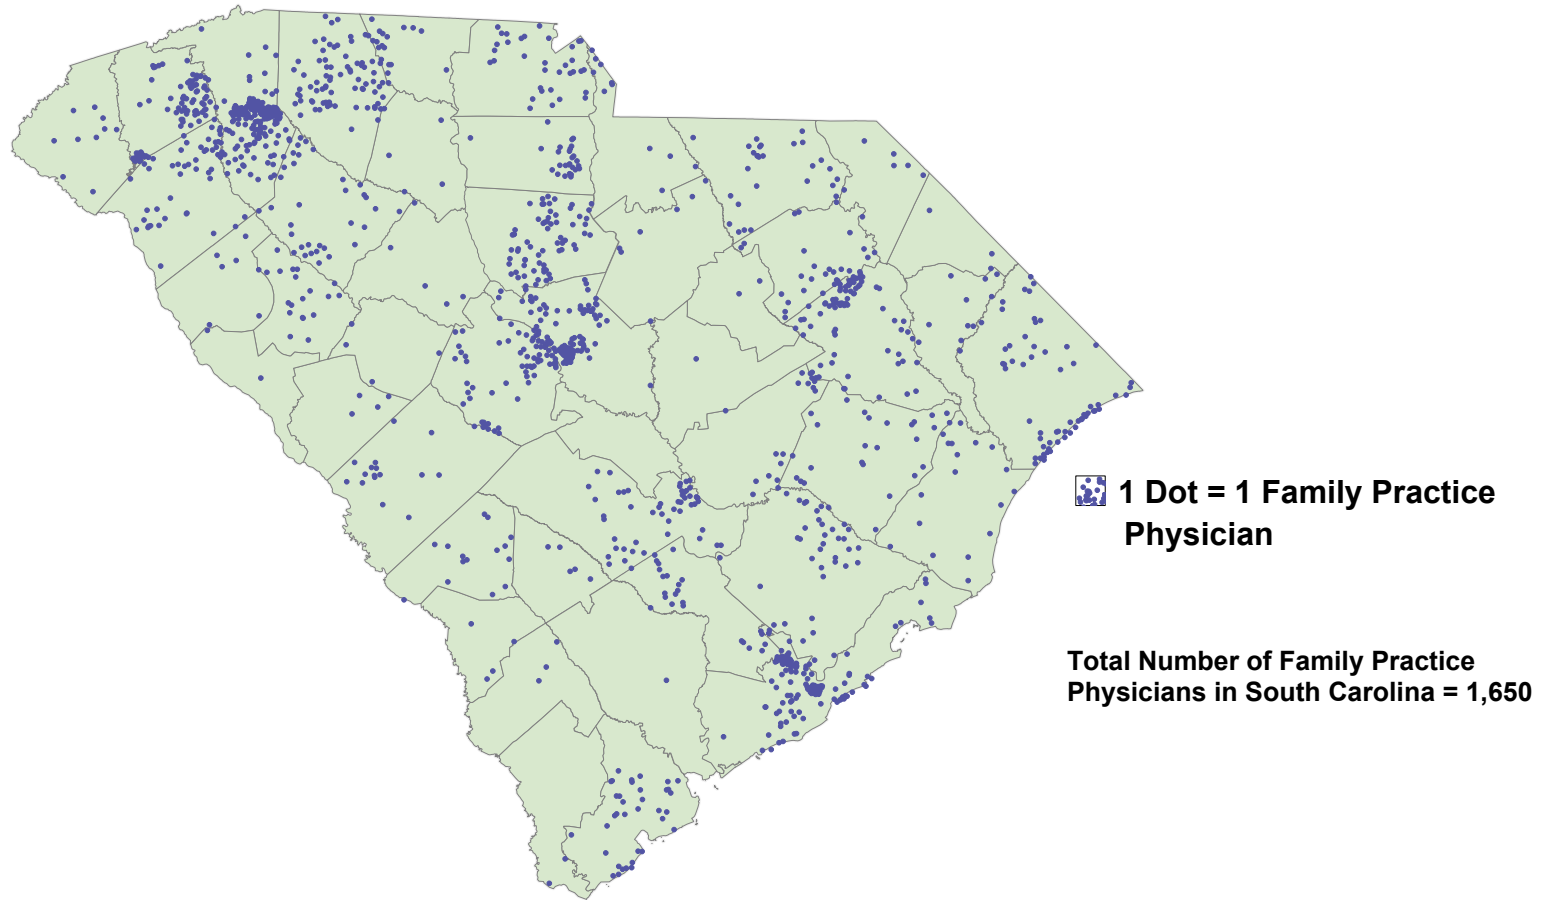 1 Dot = 1 Family Practice
Physician
Total Number of Family Practice
Physicians in South Carolina = 1,650